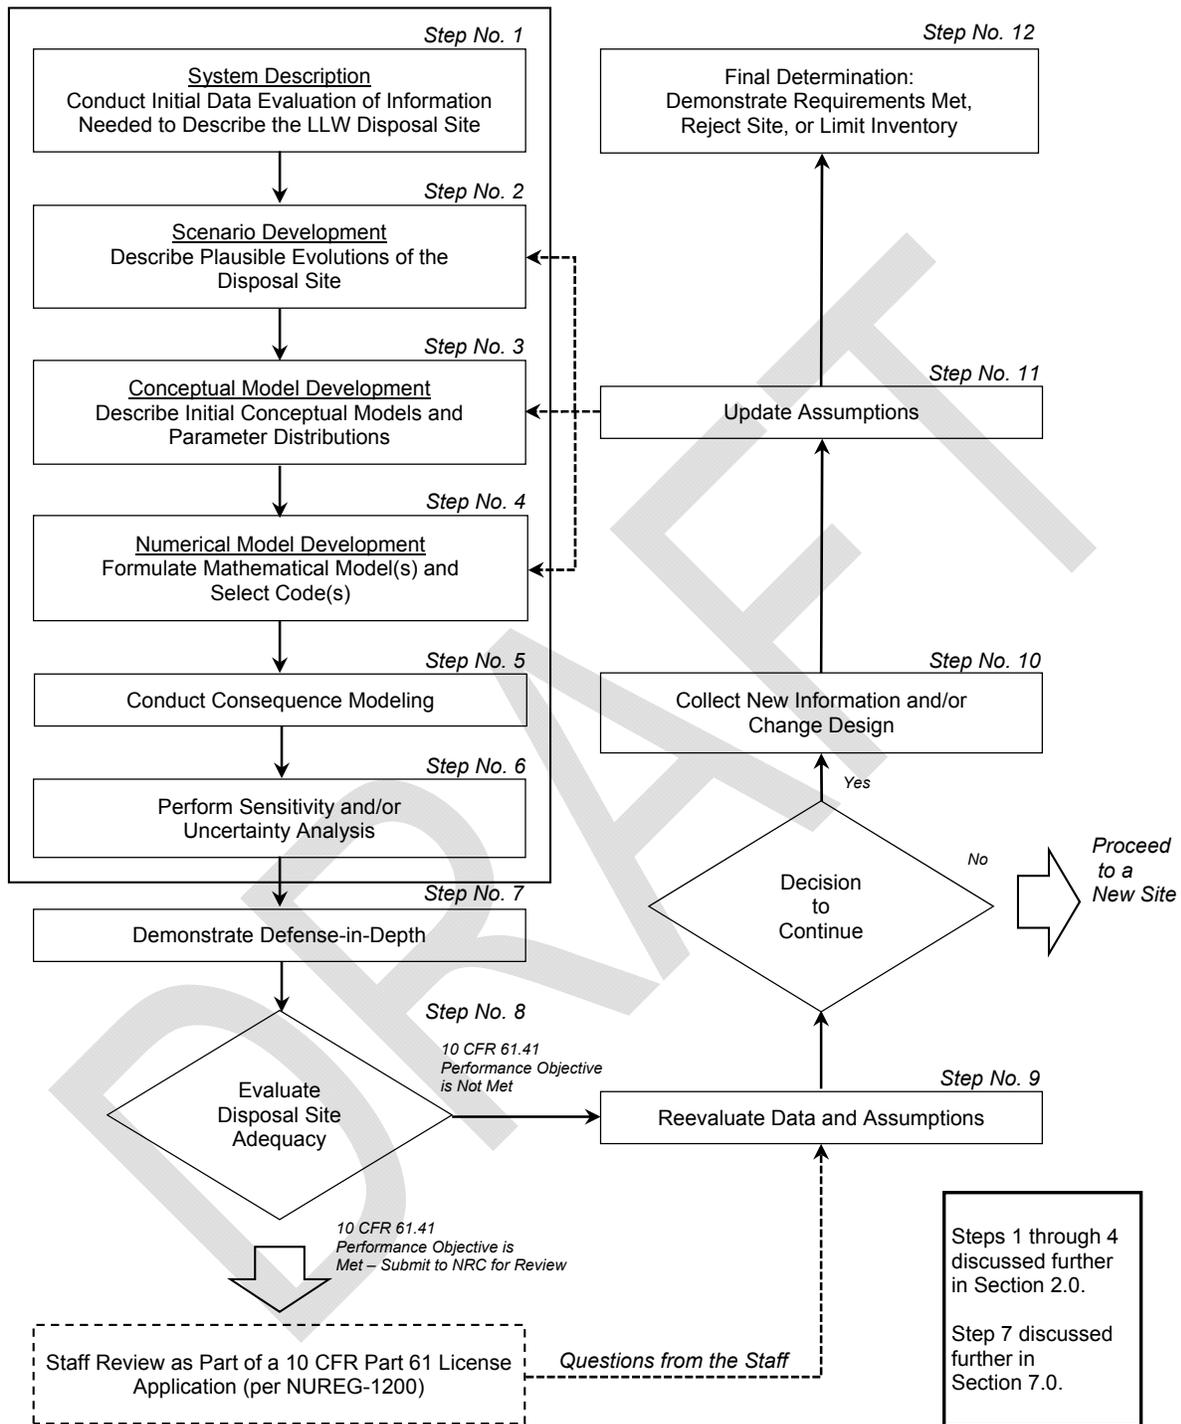 Step No. 1
System Description
Conduct Initial Data Evaluation of Information
Needed to Describe the LLW Disposal Site
Step No. 2
Scenario Development
Describe Plausible Evolutions of the
Disposal Site
Step No. 3
Conceptual Model Development
Describe Initial Conceptual Models and
Parameter Distributions
Step No. 4
Numerical Model Development
Formulate Mathematical Model(s) and
Select Code(s)
Step No. 5
Conduct Consequence Modeling
Step No. 6
Perform Sensitivity and/or
Uncertainty Analysis
Step No. 7
Demonstrate Defense-in-Depth
Step No. 8
Evaluate
Disposal Site
Adequacy
10 CFR 61.41
Performance Objective
is Not Met
10 CFR 61.41
Performance Objective is
Met – Submit to NRC for Review
Staff Review as Part of a 10 CFR Part 61 License
Application (per NUREG-1200)
Questions from the Staff
Step No. 9
Reevaluate Data and Assumptions
Decision
to
Continue
No
Proceed
to a
New Site
Yes
Step No. 10
Collect New Information and/or
Change Design
Step No. 11
Update Assumptions
Step No. 12
Final Determination:
Demonstrate Requirements Met,
Reject Site, or Limit Inventory
Steps 1 through 4
discussed further
in Section 2.0.
Step 7 discussed
further in
Section 7.0.
DRAFT